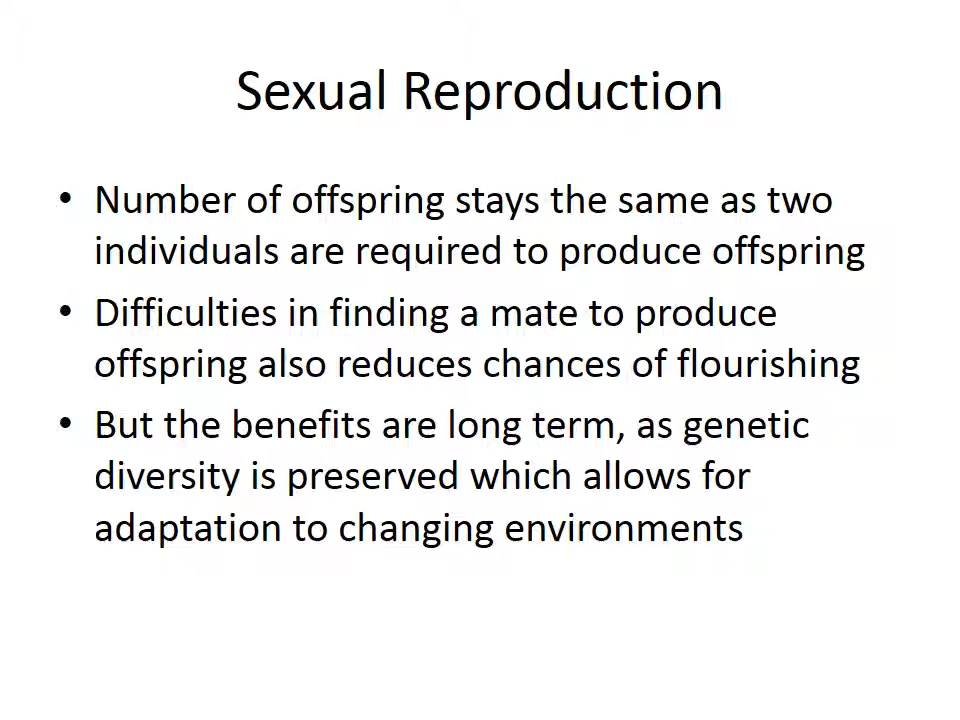 Sexual Reproduction
• Number of offspring stays the same as two
individuals are required to produce offspring
• Difficulties in finding a mate to produce
offspring also reduces chances of flourishing
• But the benefits are long term, as genetic
diversity is preserved which allows for
adaptation to changing environments